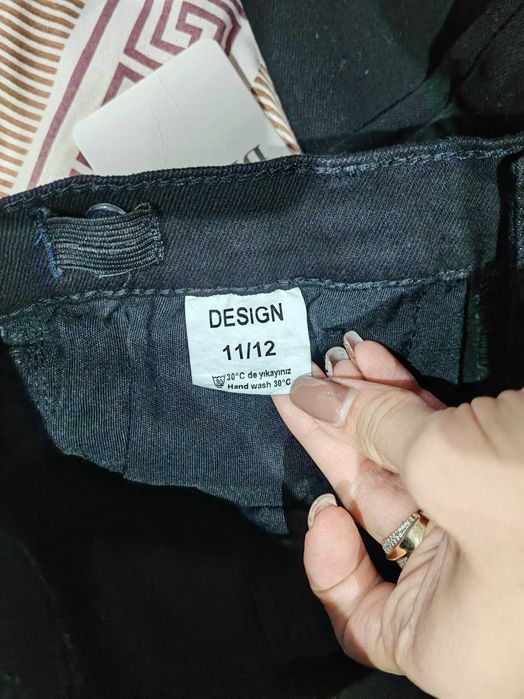 DESIGN
11/12
30°C de yıkayınız
Hand wash 30°C